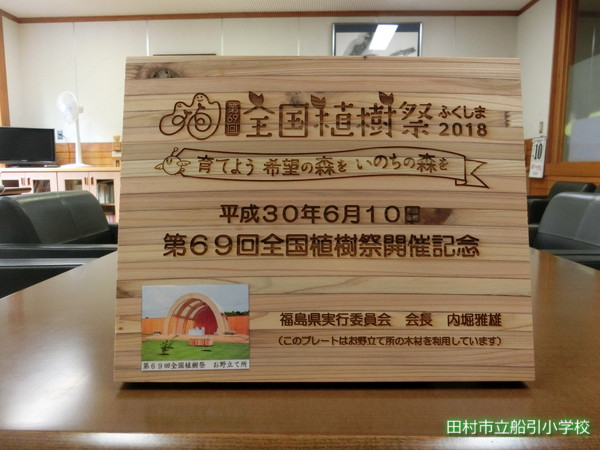 第69回
全国植樹祭 ふくしま
2018
育てよう 希望の森を いのちの森を
平成30年6月10日
第69回全国植樹祭開催記念
福島県実行委員会 会長 内堀雅雄
(このプレートはお野立て所の木材を利用しています)
第69回全国植樹祭 お野立て所
10
田村市立船引小学校